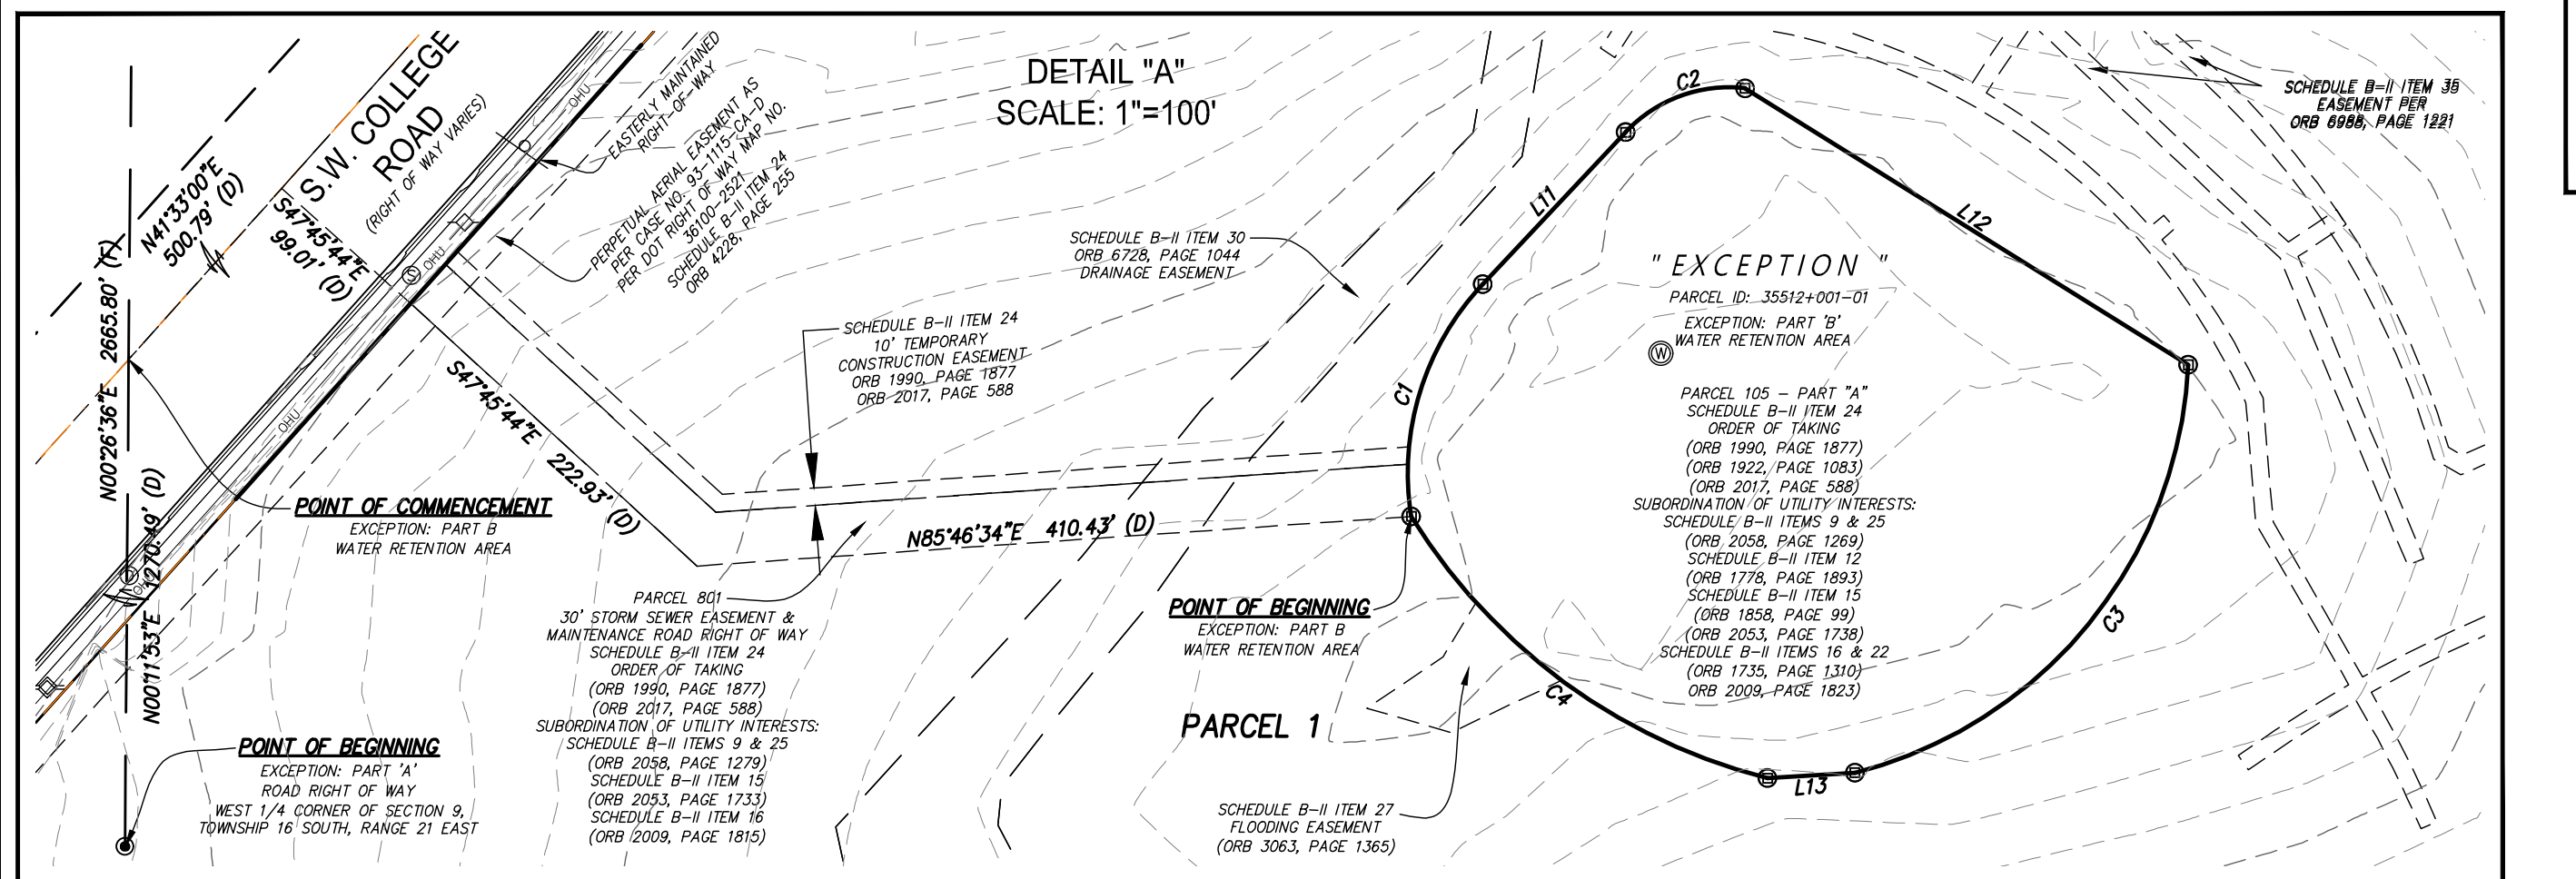 DETAIL "A"
SCALE: 1"=100'
S.W. COLLEGE
ROAD
(RIGHT OF WAY VARIES)
N41°33'00"E
500.79' (D)
S47°45'44"E
99.01' (D)
N00°26'36"E 2665.80' (F)
N00°11'53"E 1270.49' (D)
OHU
OHU
OHU
OHU
EASTERLY MAINTAINED
RIGHT-OF-WAY
PERPETUAL AERIAL EASEMENT AS
PER CASE NO. 93-1115-CA-D
PER DOT RIGHT OF WAY MAP NO.
36100-2521
SCHEDULE B-II ITEM 24
ORB 4228, PAGE 255
POINT OF COMMENCEMENT
EXCEPTION: PART B
WATER RETENTION AREA
POINT OF BEGINNING
EXCEPTION: PART 'A'
ROAD RIGHT OF WAY
WEST 1/4 CORNER OF SECTION 9,
TOWNSHIP 16 SOUTH, RANGE 21 EAST
S47°45'44"E 222.93' (D)
SCHEDULE B-II ITEM 24
10' TEMPORARY
CONSTRUCTION EASEMENT
ORB 1990, PAGE 1877
ORB 2017, PAGE 588
N85°46'34"E 410.43' (D)
PARCEL 801
30' STORM SEWER EASEMENT &
MAINTENANCE ROAD RIGHT OF WAY
SCHEDULE B-II ITEM 24
ORDER OF TAKING
(ORB 1990, PAGE 1877)
(ORB 2017, PAGE 588)
SUBORDINATION OF UTILITY INTERESTS:
SCHEDULE B-II ITEMS 9 & 25
(ORB 2058, PAGE 1279)
SCHEDULE B-II ITEM 15
(ORB 2053, PAGE 1733)
SCHEDULE B-II ITEM 16
(ORB 2009, PAGE 1815)
SCHEDULE B-II ITEM 30
ORB 6728, PAGE 1044
DRAINAGE EASEMENT
POINT OF BEGINNING
EXCEPTION: PART B
WATER RETENTION AREA
PARCEL 1
SCHEDULE B-II ITEM 27
FLOODING EASEMENT
(ORB 3063, PAGE 1365)
C1
L11
C2
L12
C3
L13
C4
" EXCEPTION "
PARCEL ID: 35512+001-01
EXCEPTION: PART 'B'
WATER RETENTION AREA
W
PARCEL 105 - PART "A"
SCHEDULE B-II ITEM 24
ORDER OF TAKING
(ORB 1990, PAGE 1877)
(ORB 1922, PAGE 1083)
(ORB 2017, PAGE 588)
SUBORDINATION OF UTILITY INTERESTS:
SCHEDULE B-II ITEMS 9 & 25
(ORB 2058, PAGE 1269)
SCHEDULE B-II ITEM 12
(ORB 1778, PAGE 1893)
SCHEDULE B-II ITEM 15
(ORB 1858, PAGE 99)
(ORB 2053, PAGE 1738)
SCHEDULE B-II ITEMS 16 & 22
(ORB 1735, PAGE 1310)
ORB 2009, PAGE 1823)
SCHEDULE B-II ITEM 35
EASEMENT PER
ORB 6988, PAGE 1221